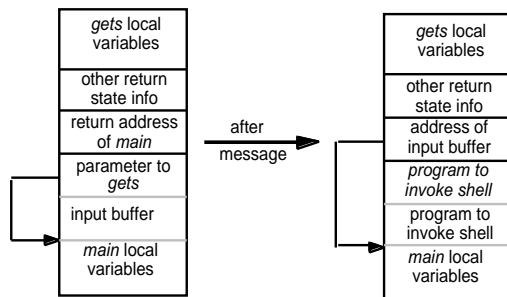 gets local
variables
other return
state info
return address
of main
parameter to
gets
input buffer
main local
variables
after
message
gets local
variables
other return
state info
address of
input buffer
program to
invoke shell
program to
invoke shell
main local
variables